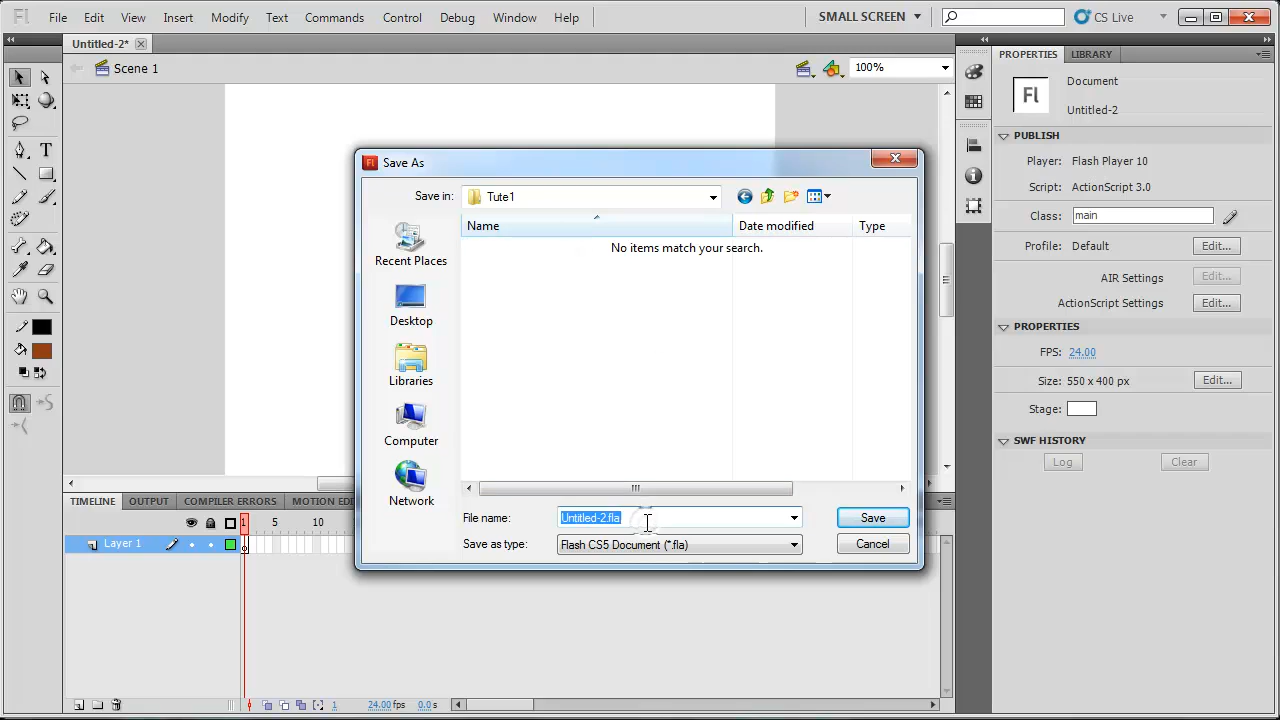 Fl File Edit View Insert Modify Text Commands Control Debug Window Help SMALL SCREEN CS Live
Untitled-2*
Scene 1
100%
PROPERTIES LIBRARY
Fl
Document
Untitled-2
PUBLISH
Player: Flash Player 10
Script: ActionScript 3.0
Class: main
Profile: Default Edit...
AIR Settings Edit...
ActionScript Settings Edit...
PROPERTIES
FPS: 24.00
Size: 550 x 400 px Edit...
Stage:
SWF HISTORY
Log Clear
Fl Save As
Save in: Tute1
Name Date modified Type
No items match your search.
Recent Places
Desktop
Libraries
Computer
Network
File name: Untitled-2.fla Save
Save as type: Flash CS5 Document (*.fla) Cancel
TIMELINE OUTPUT COMPILER ERRORS MOTION EDI
1 5 10
Layer 1
1 24.00 fps 0.0 s